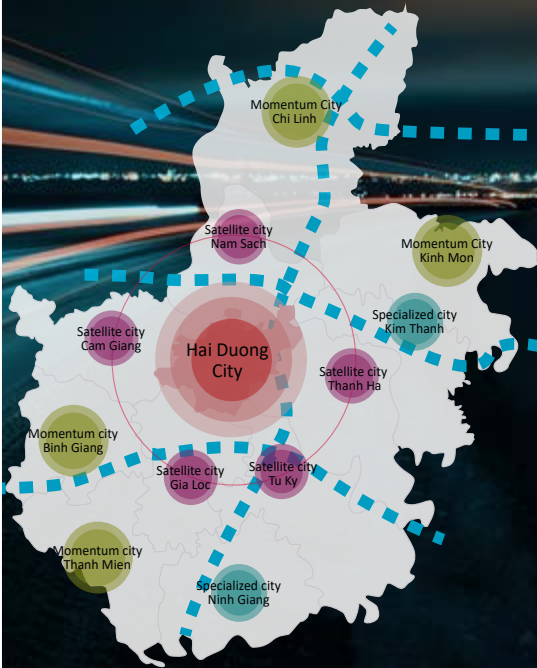 Momentum City
Chi Linh
Satellite city
Nam Sach
Momentum City
Kinh Mon
Specialized city
Kim Thanh
Satellite city
Cam Giang
Hai Duong
City
Satellite city
Thanh Ha
Momentum city
Binh Giang
Satellite city
Gia Loc
Satellite city
Tu Ky
Momentum city
Thanh Mien
Specialized city
Ninh Giang